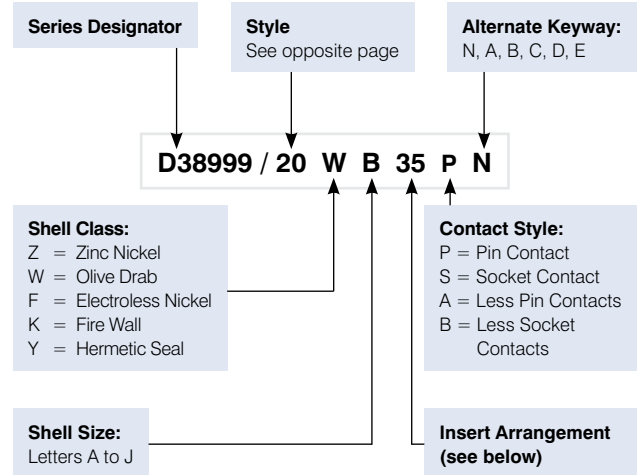 Series Designator
Style
See opposite page
Alternate Keyway:
N, A, B, C, D, E
D38999 / 20 W B 35 P N
Shell Class:
Z = Zinc Nickel
W = Olive Drab
F = Electroless Nickel
K = Fire Wall
Y = Hermetic Seal
Contact Style:
P = Pin Contact
S = Socket Contact
A = Less Pin Contacts
B = Less Socket
Contacts
Shell Size:
Letters A to J
Insert Arrangement
(see below)